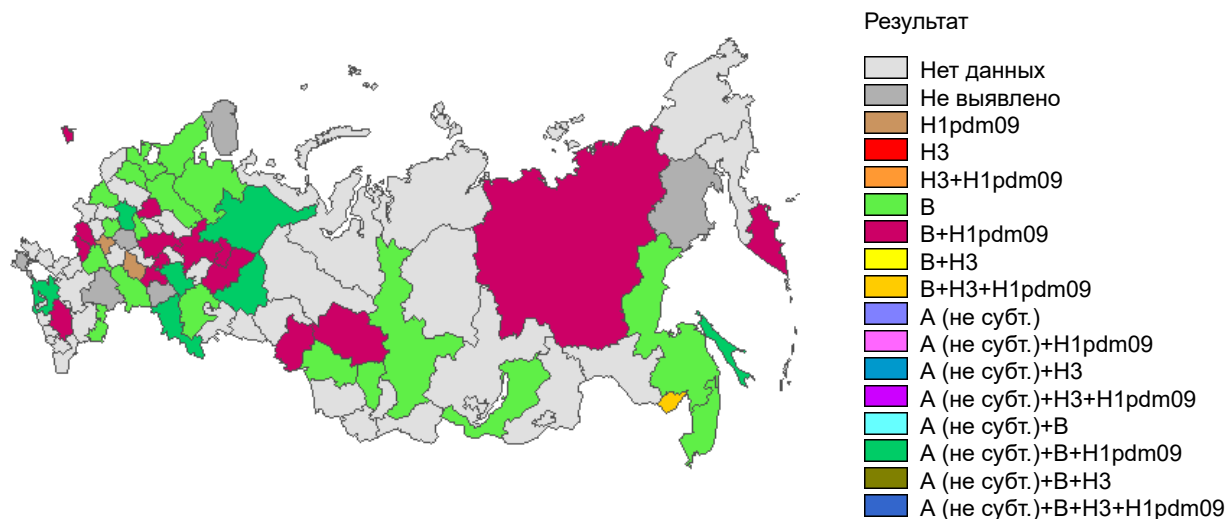 Результат
Нет данных
Не выявлено
H1pdm09
H3
H3+H1pdm09
B
B+H1pdm09
B+H3
B+H3+H1pdm09
А (не субт.)
А (не субт.)+H1pdm09
А (не субт.)+H3
А (не субт.)+H3+H1pdm09
А (не субт.)+B
А (не субт.)+B+H1pdm09
А (не субт.)+B+H3
А (не субт.)+B+H3+H1pdm09